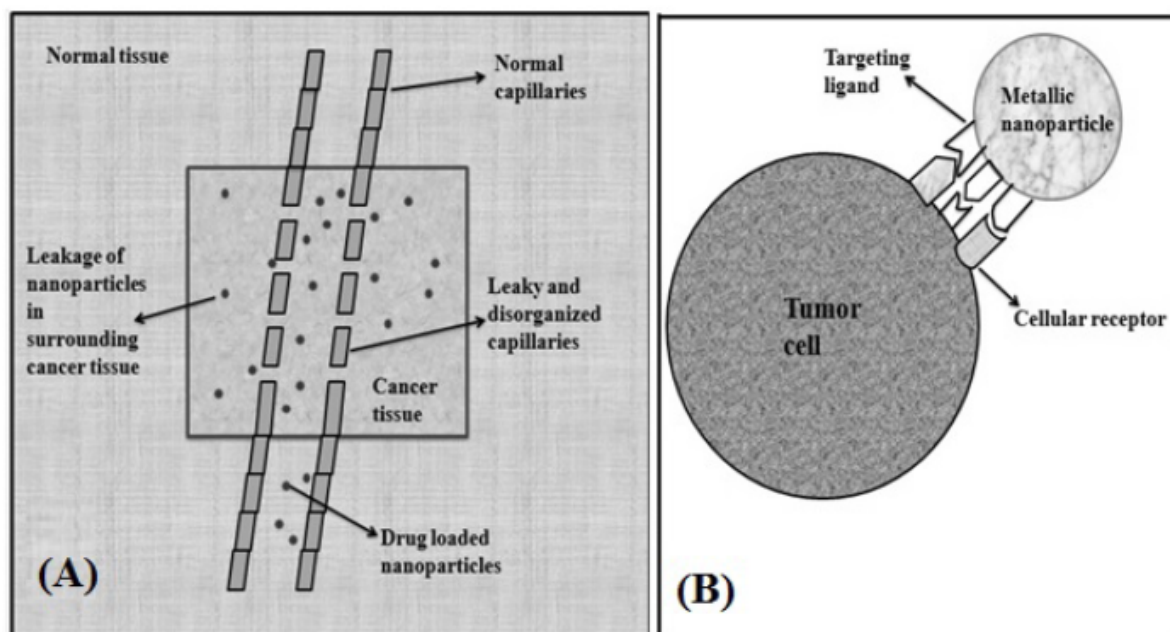 Normal tissue
Normal
capillaries
Leakage of
nanoparticles
in
surrounding
cancer tissue
Leaky and
disorganized
capillaries
Cancer
tissue
Drug loaded
nanoparticles
(A)
Targeting
ligand
Metallic
nanoparticle
Tumor
cell
Cellular receptor
(B)